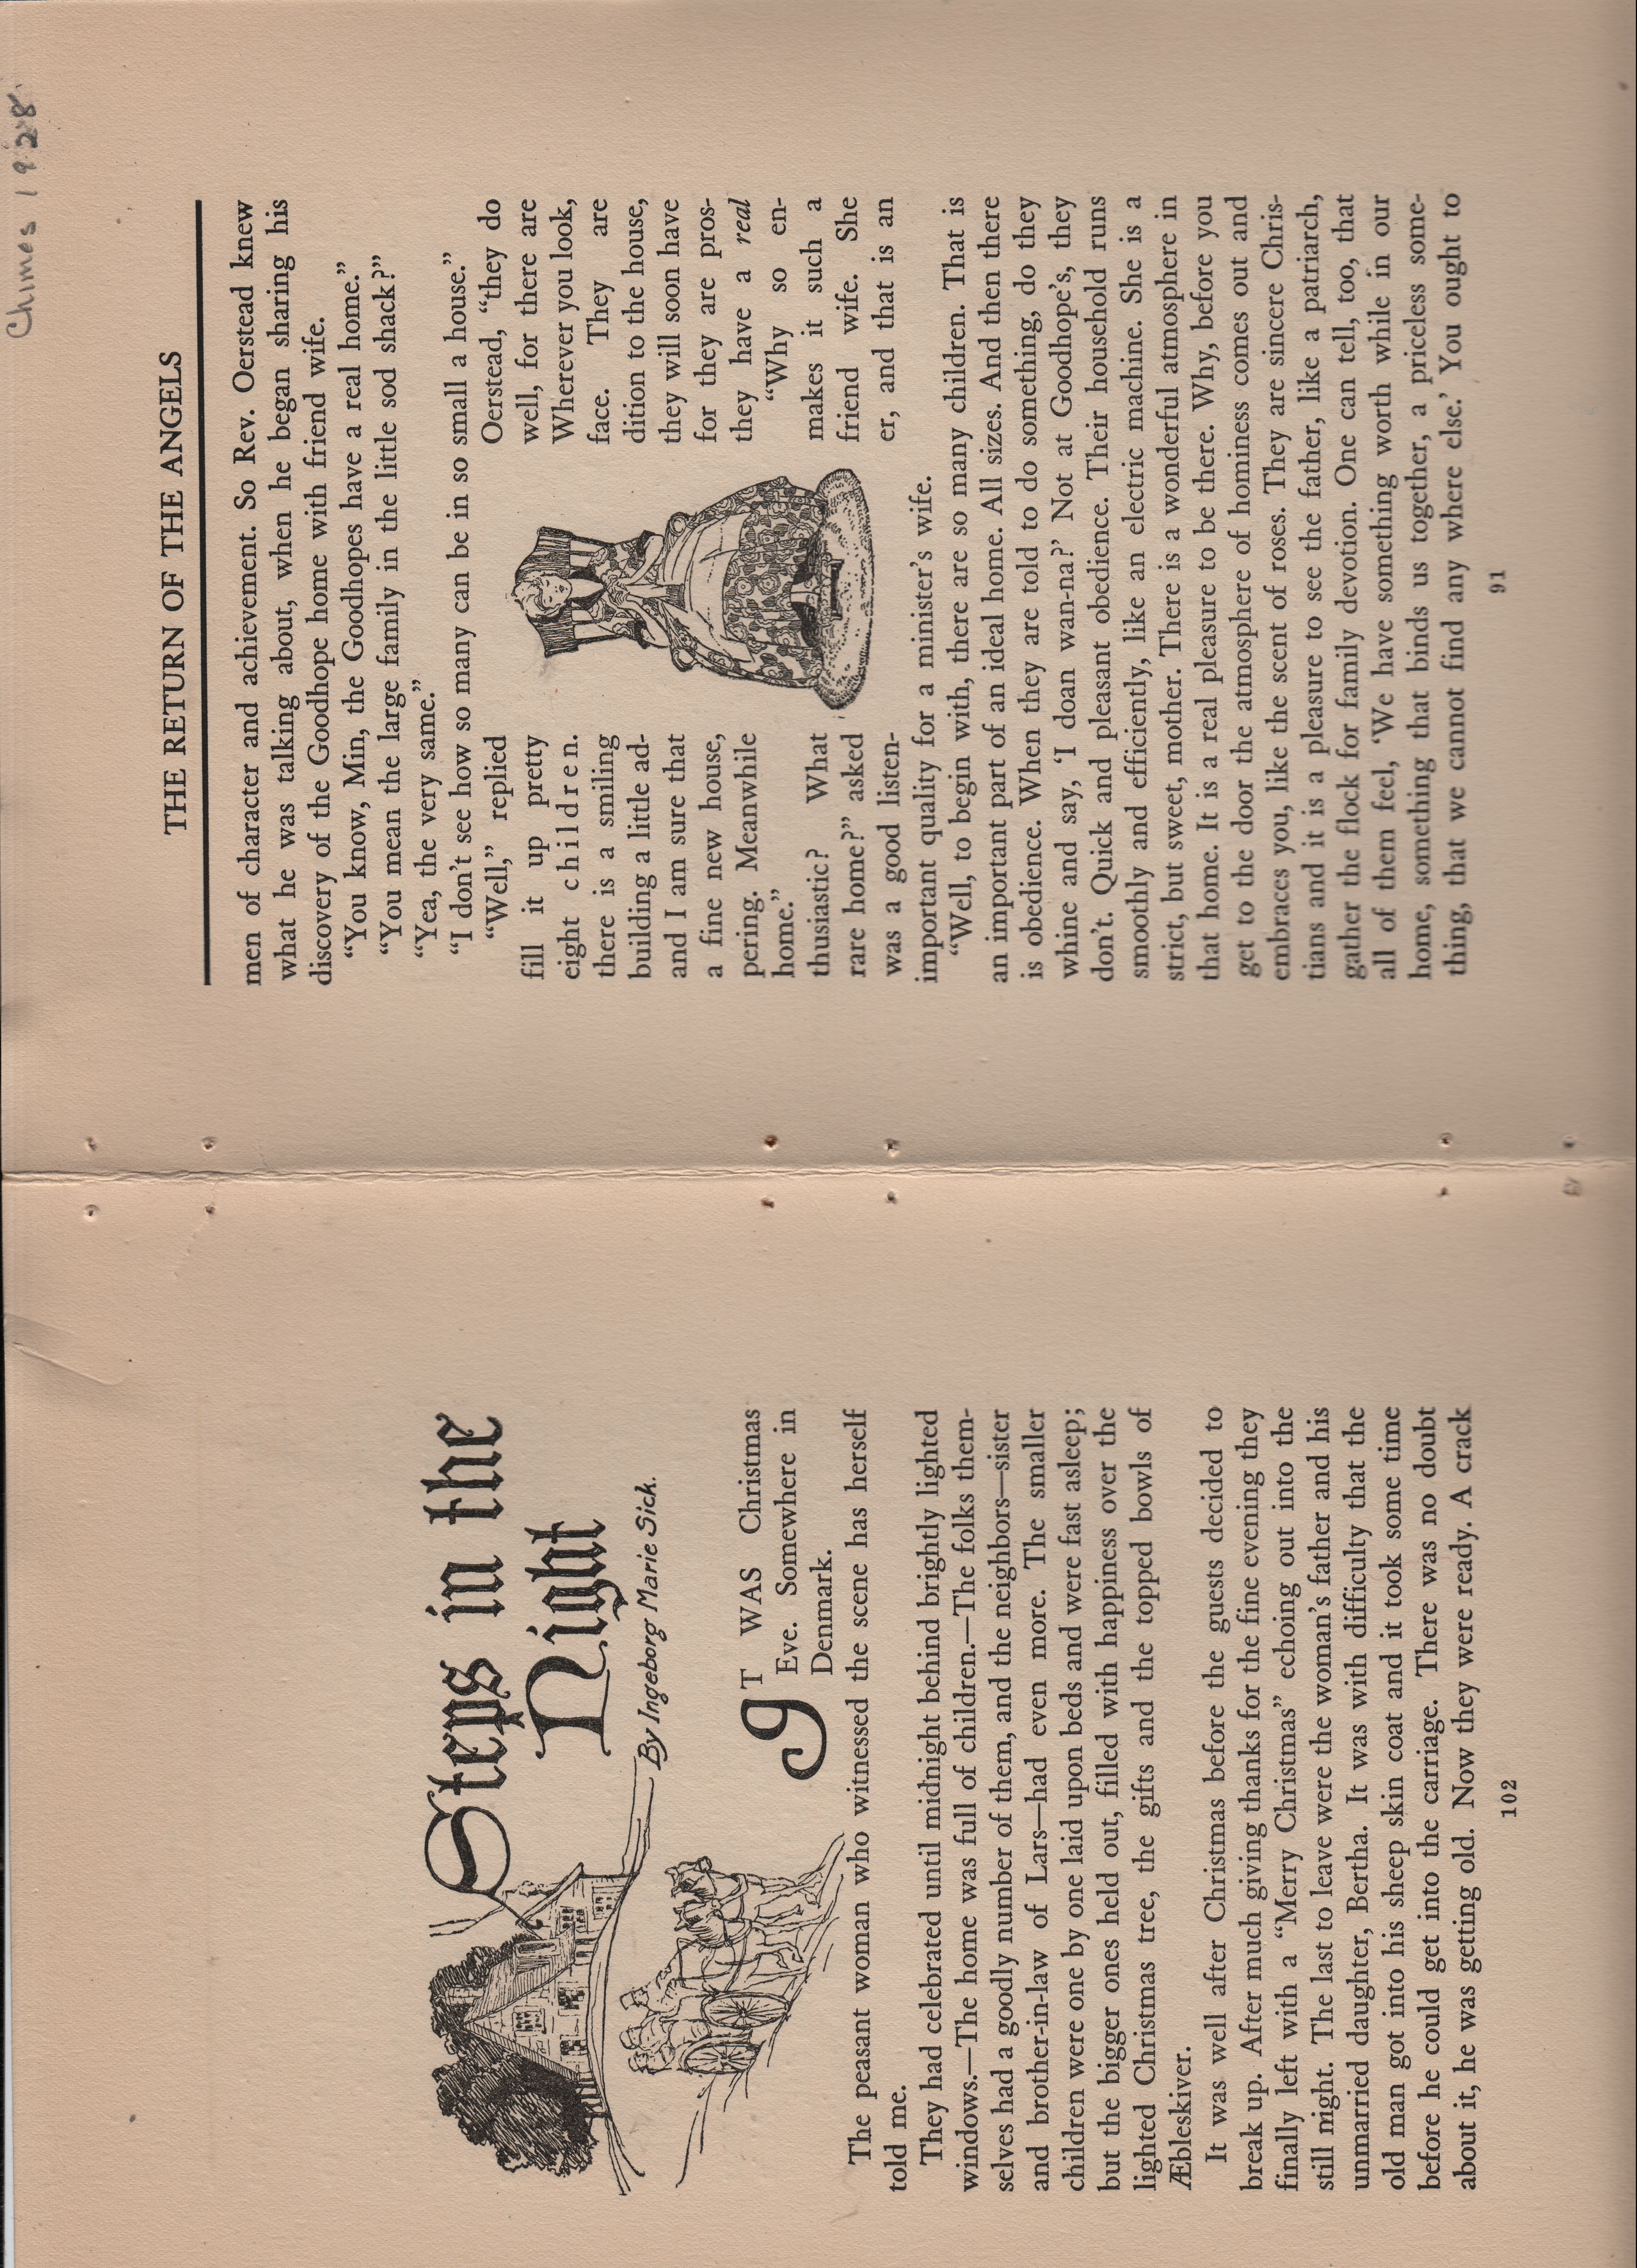 Steps in the
Night
By Ingeborg Marie Sick.
IT WAS Christmas
Eve. Somewhere in
Denmark.
The peasant woman who witnessed the scene has herself
told me.
They had celebrated until midnight behind brightly lighted
windows.—The home was full of children.—The folks them-
selves had a goodly number of them, and the neighbors—sister
and brother-in-law of Lars—had even more. The smaller
children were one by one laid upon beds and were fast asleep;
but the bigger ones held out, filled with happiness over the
lighted Christmas tree, the gifts and the topped bowls of
Æbleskiver.
It was well after Christmas before the guests decided to
break up. After much giving thanks for the fine evening they
finally left with a “Merry Christmas” echoing out into the
still night. The last to leave were the woman’s father and his
unmarried daughter, Bertha. It was with difficulty that the
old man got into his sheep skin coat and it took some time
before he could get into the carriage. There was no doubt
about it, he was getting old. Now they were ready. A crack
102
Chimes 1928
THE RETURN OF THE ANGELS
men of character and achievement. So Rev. Oerstead knew
what he was talking about, when he began sharing his
discovery of the Goodhope home with friend wife.
“You know, Min, the Goodhopes have a real home.”
“You mean the large family in the little sod shack?”
“Yea, the very same.”
“I don’t see how so many can be in so small a house.”
“Well,” replied Oerstead, “they do
fill it up pretty well, for there are
eight children. Wherever you look,
there is a smiling face. They are
building a little ad-dition to the house,
and I am sure that they will soon have
a fine new house, for they are pros-
pering. Meanwhile they have a real
home.” “Why so en-
thusiastic? What makes it such a
rare home?” asked friend wife. She
was a good listen-er, and that is an
important quality for a minister’s wife.
“Well, to begin with, there are so many children. That is
an important part of an ideal home. All sizes. And then there
is obedience. When they are told to do something, do they
whine and say, ‘I doan wan-na?’ Not at Goodhope’s, they
don’t. Quick and pleasant obedience. Their household runs
smoothly and efficiently, like an electric machine. She is a
strict, but sweet, mother. There is a wonderful atmosphere in
that home. It is a real pleasure to be there. Why, before you
get to the door the atmosphere of hominess comes out and
embraces you, like the scent of roses. They are sincere Chris-
tians and it is a pleasure to see the father, like a patriarch,
gather the flock for family devotion. One can tell, too, that
all of them feel, ‘We have something worth while in our
home, something that binds us together, a priceless some-
thing, that we cannot find any where else.’ You ought to
91